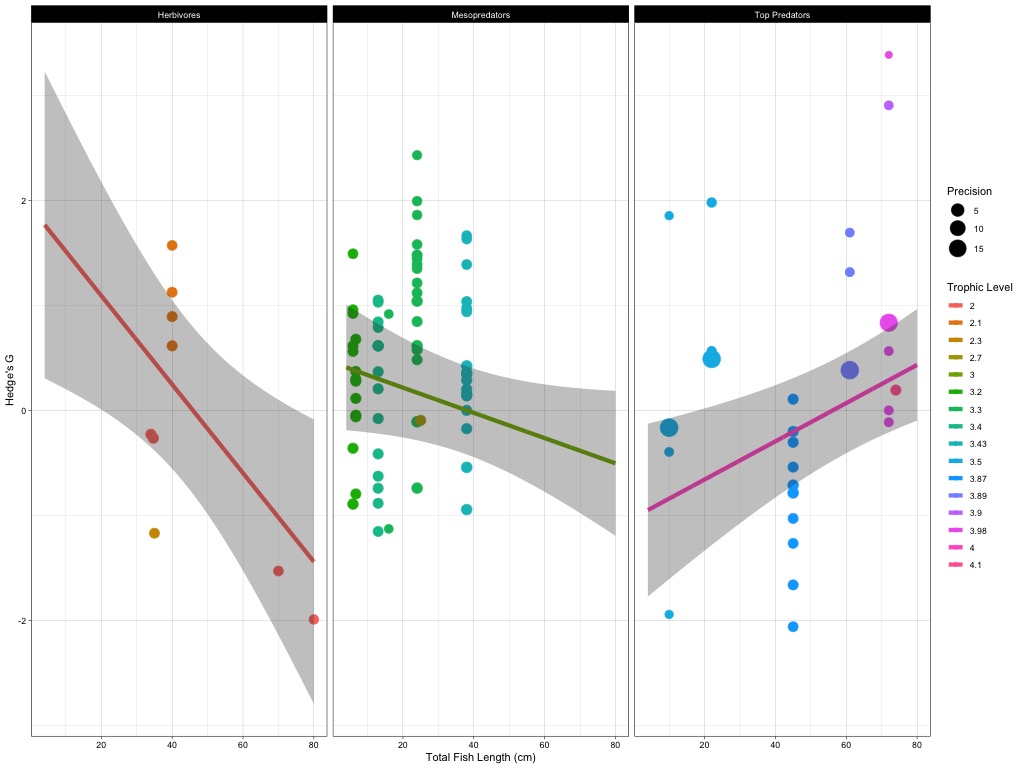 Herbivores
Mesopredators
Top Predators
Hedge's G
2
0
-2
20 40 60 80
20 40 60 80
20 40 60 80
Total Fish Length (cm)
Precision
5
10
15
Trophic Level
2
2.1
2.3
2.7
3
3.2
3.3
3.4
3.43
3.5
3.87
3.89
3.9
3.98
4
4.1